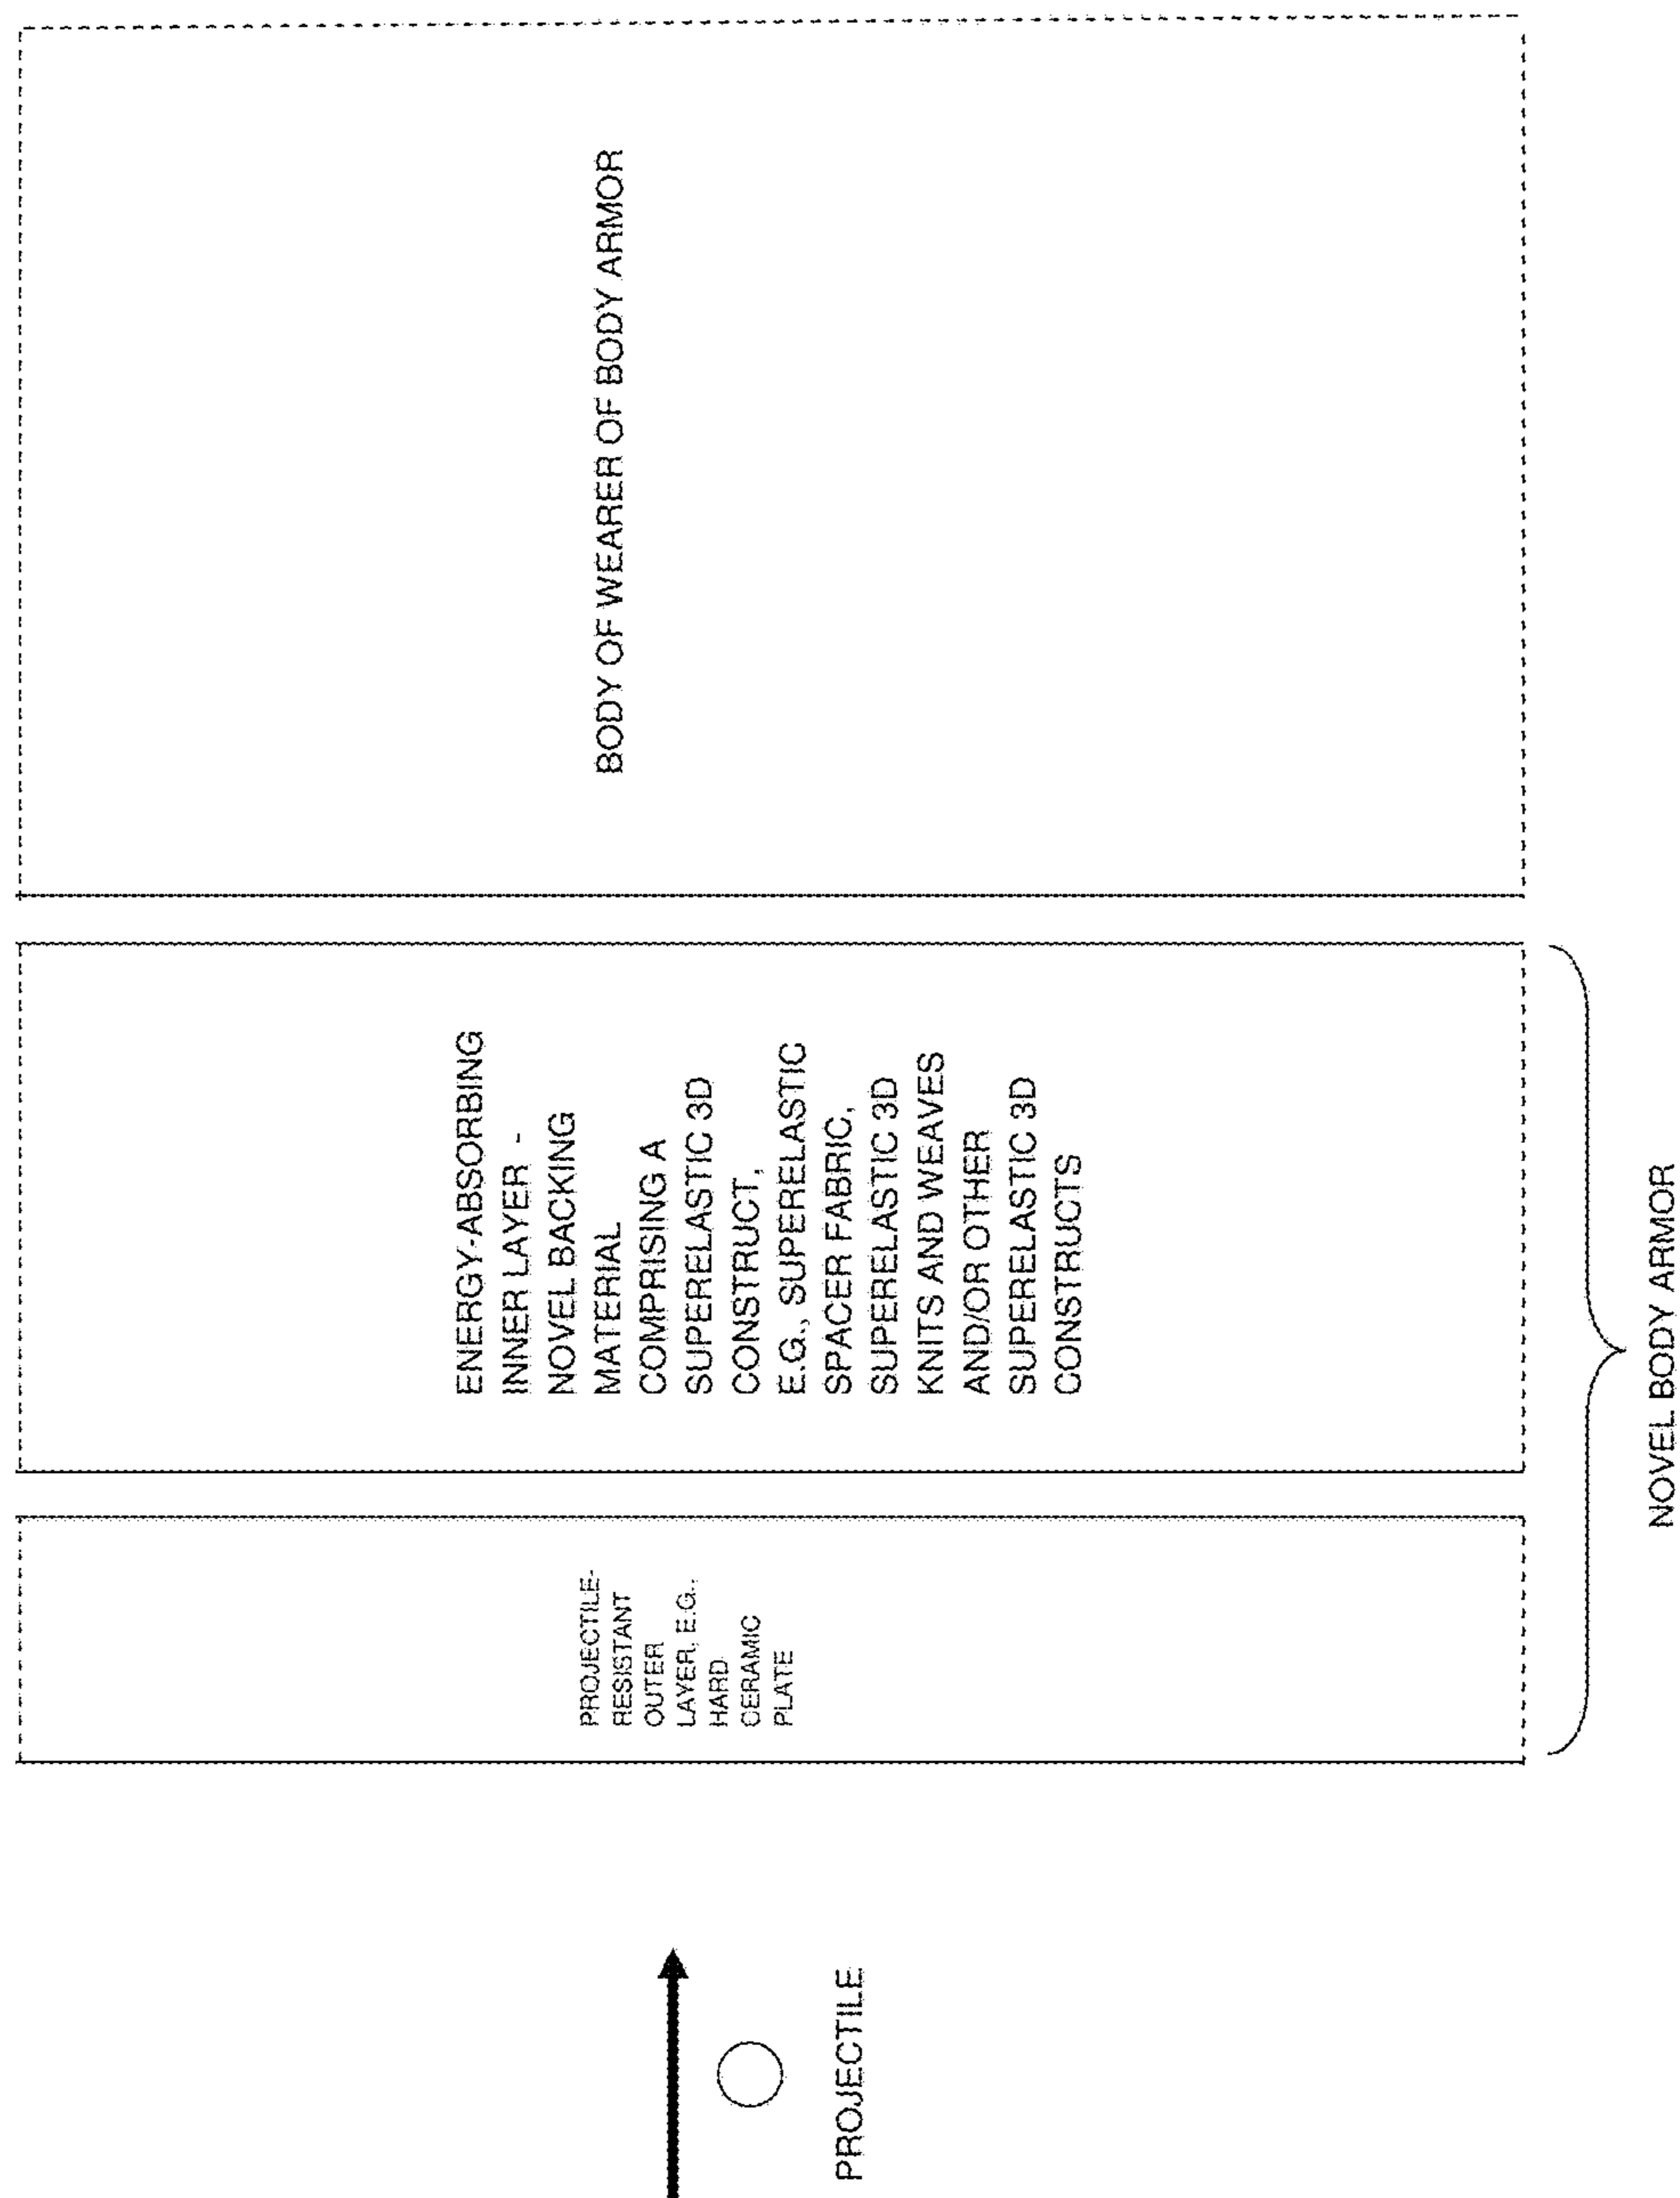 PROJECTILE
PROJECTILE-
RESISTANT
OUTER
LAYER, E.G.,
HARD
CERAMIC
PLATE
ENERGY-ABSORBING
INNER LAYER -
NOVEL BACKING
MATERIAL
COMPRISING A
SUPERELASTIC 3D
CONSTRUCT,
E.G., SUPERELASTIC
SPACER FABRIC,
SUPERELASTIC 3D
KNITS AND WEAVES
AND/OR OTHER
SUPERELASTIC 3D
CONSTRUCTS
BODY OF WEARER OF BODY ARMOR
NOVEL BODY ARMOR